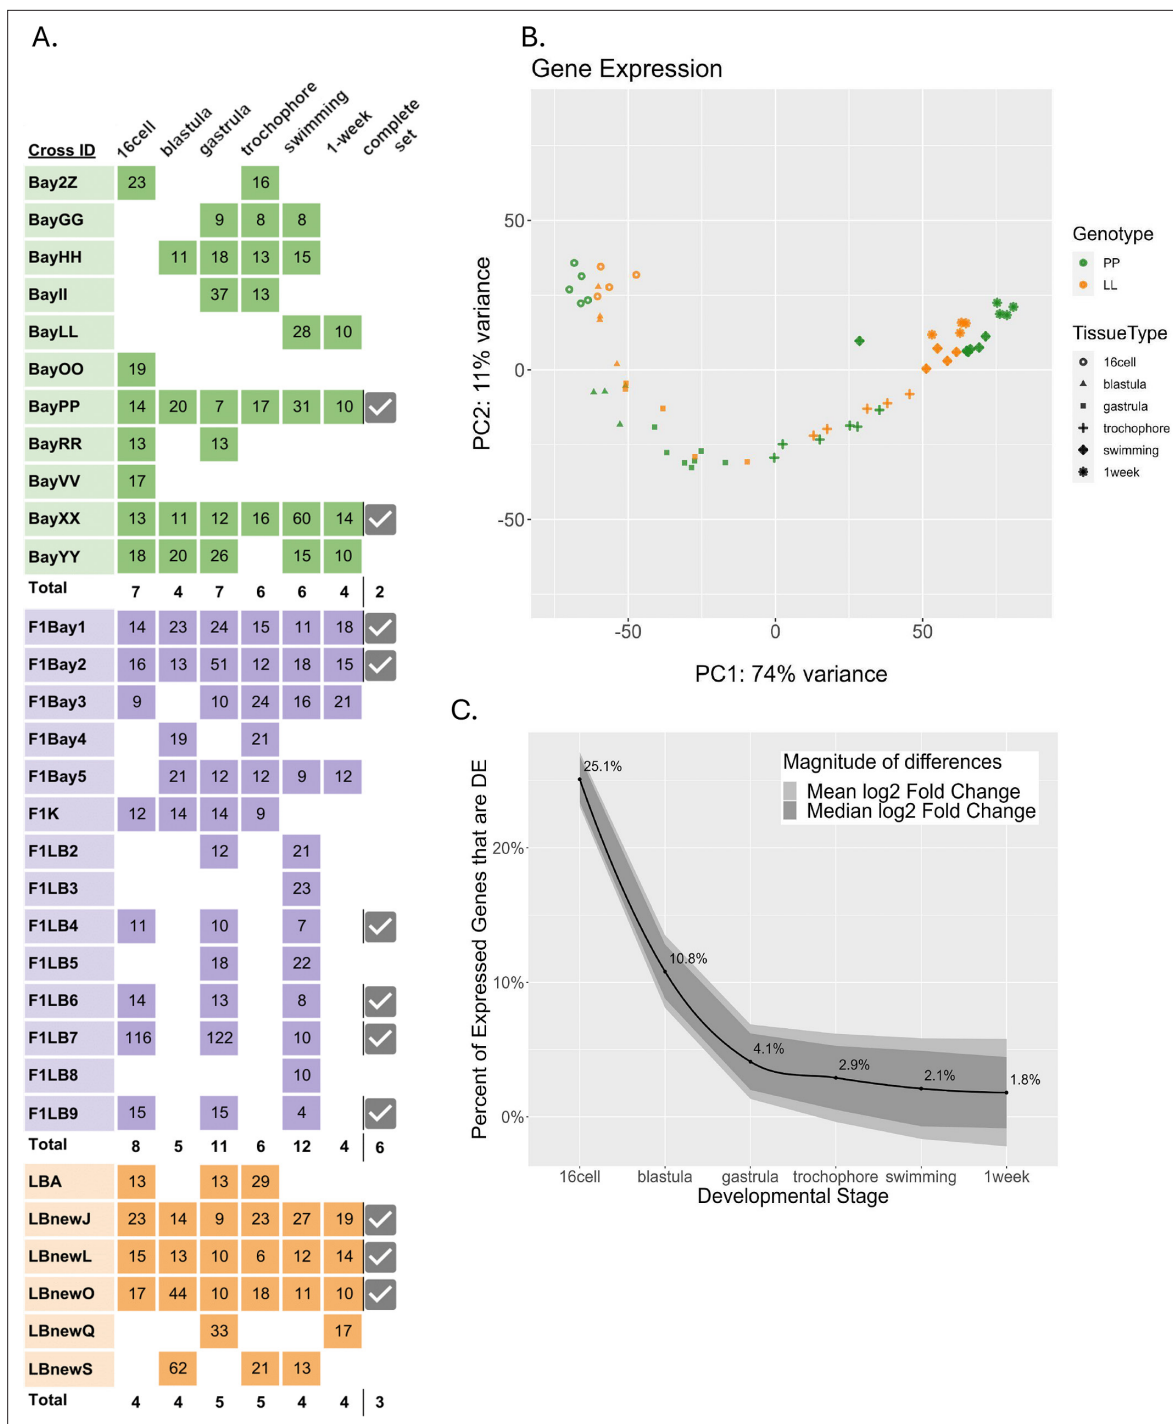 A.
16cell blastula gastrula trochophore swimming 1-week complete set
Cross ID
Bay2Z 23 16
BayGG 9 8 8
BayHH 11 18 13 15
BayII 37 13
BayLL 28 10
BayOO 19
BayPP 14 20 7 17 31 10
BayRR 13 13
BayVV 17
BayXX 13 11 12 16 60 14
BayYY 18 20 26 15 10
Total 7 4 7 6 6 4 2
F1Bay1 14 23 24 15 11 18
F1Bay2 16 13 51 12 18 15
F1Bay3 9 10 24 16 21
F1Bay4 19 21
F1Bay5 21 12 12 9 12
F1K 12 14 14 9
F1LB2 12 21
F1LB3 23
F1LB4 11 10 7
F1LB5 18 22
F1LB6 14 13 8
F1LB7 116 122 10
F1LB8 10
F1LB9 15 15 4
Total 8 5 11 6 12 4 6
LBA 13 13 29
LBnewJ 23 14 9 23 27 19
LBnewL 15 13 10 6 12 14
LBnewO 17 44 10 18 11 10
LBnewQ 33 17
LBnewS 62 21 13
Total 4 4 5 5 4 4 3
B.
Gene Expression
PC2: 11% variance
50
0
-50
-50 0 50
PC1: 74% variance
Genotype
PP
LL
TissueType
16cell
blastula
gastrula
trochophore
swimming
1week
C.
Percent of Expressed Genes that are DE
20%
10%
0%
Magnitude of differences
Mean log2 Fold Change
Median log2 Fold Change
25.1%
10.8%
4.1%
2.9%
2.1%
1.8%
16cell blastula gastrula trochophore swimming 1week
Developmental Stage